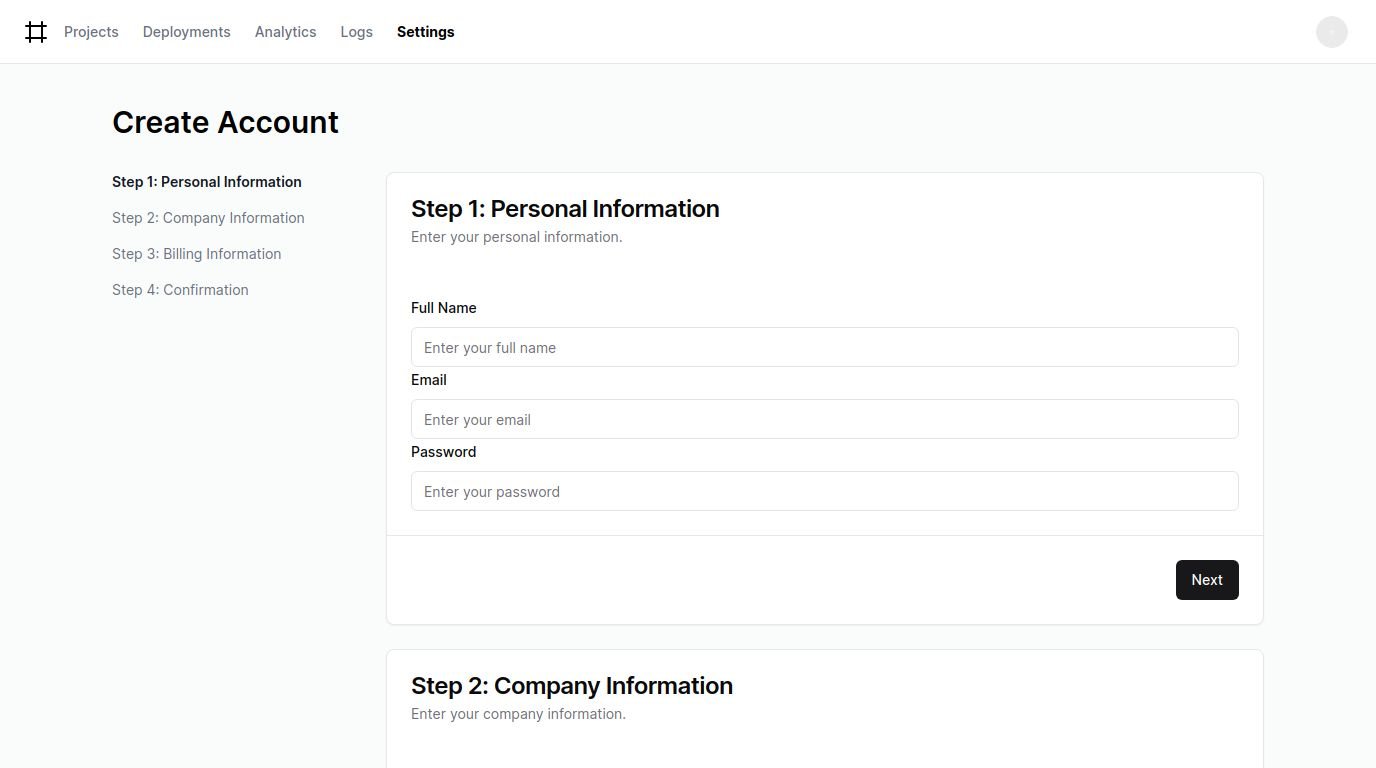 Projects Deployments Analytics Logs Settings
Create Account
Step 1: Personal Information
Step 2: Company Information
Step 3: Billing Information
Step 4: Confirmation
Step 1: Personal Information
Enter your personal information.
Full Name
Enter your full name
Email
Enter your email
Password
Enter your password
Next
Step 2: Company Information
Enter your company information.